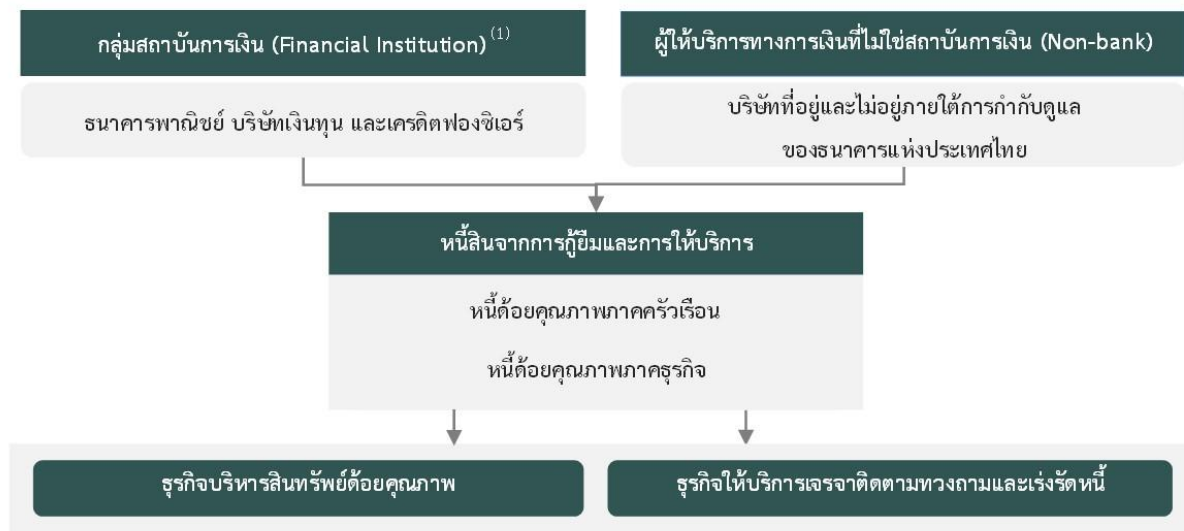 กลุ่มสถาบันการเงิน (Financial Institution) (1)
ธนาคารพาณิชย์ บริษัทเงินทุน และเครดิตฟองซิเอร์
ผู้ให้บริการทางการเงินที่ไม่ใช่สถาบันการเงิน (Non-bank)
บริษัทที่อยู่และไม่อยู่ภายใต้การกำกับดูแล
ของธนาคารแห่งประเทศไทย
หนี้สินจากการกู้ยืมและการให้บริการ
หนี้ด้อยคุณภาพภาคครัวเรือน
หนี้ด้อยคุณภาพภาคธุรกิจ
ธุรกิจบริหารสินทรัพย์ด้อยคุณภาพ
ธุรกิจให้บริการเจรจาติดตามทวงถามและเร่งรัดหนี้